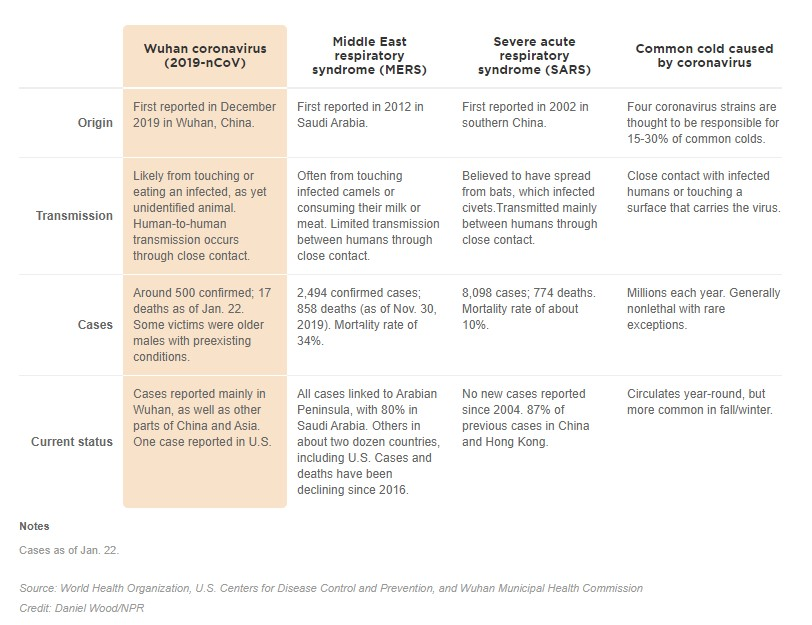 Wuhan coronavirus
(2019-nCoV)
Middle East
respiratory
syndrome (MERS)
Severe acute
respiratory
syndrome (SARS)
Common cold caused
by coronavirus
Origin
First reported in December
2019 in Wuhan, China.
First reported in 2012 in
Saudi Arabia.
First reported in 2002 in
southern China.
Four coronavirus strains are
thought to be responsible for
15-30% of common colds.
Transmission
Likely from touching or
eating an infected, as yet
unidentified animal.
Human-to-human
transmission occurs
through close contact.
Often from touching
infected camels or
consuming their milk or
meat. Limited transmission
between humans through
close contact.
Believed to have spread
from bats, which infected
civets.Transmitted mainly
between humans through
close contact.
Close contact with infected
humans or touching a
surface that carries the virus.
Cases
Around 500 confirmed; 17
deaths as of Jan. 22.
Some victims were older
males with preexisting
conditions.
2,494 confirmed cases;
858 deaths (as of Nov. 30,
2019). Mortality rate of
34%.
8,098 cases; 774 deaths.
Mortality rate of about
10%.
Millions each year. Generally
nonlethal with rare
exceptions.
Current status
Cases reported mainly in
Wuhan, as well as other
parts of China and Asia.
One case reported in U.S.
All cases linked to Arabian
Peninsula, with 80% in
Saudi Arabia. Others in
about two dozen countries,
including U.S. Cases and
deaths have been
declining since 2016.
No new cases reported
since 2004. 87% of
previous cases in China
and Hong Kong.
Circulates year-round, but
more common in fall/winter.
Notes
Cases as of Jan. 22.
Source: World Health Organization, U.S. Centers for Disease Control and Prevention, and Wuhan Municipal Health Commission
Credit: Daniel Wood/NPR